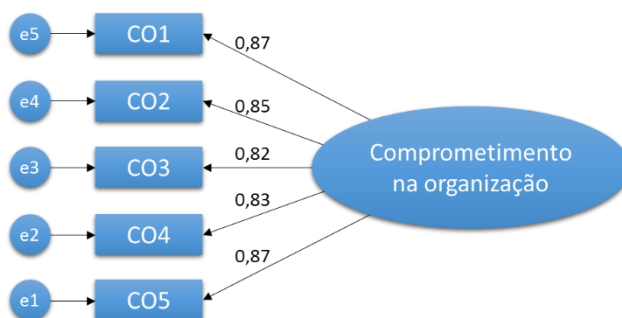 e5 CO1 0,87
e4 CO2 0,85
e3 CO3 0,82
Comprometimento
na organização
e2 CO4 0,83
e1 CO5 0,87